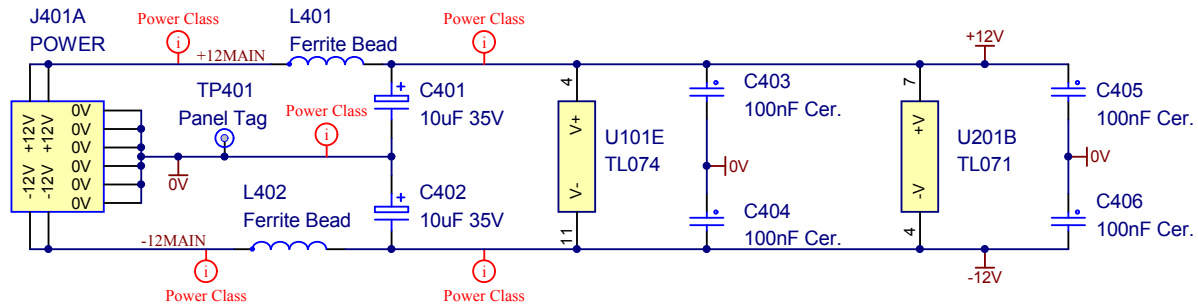 J401A
POWER
Power Class
i
+12MAIN
L401
Ferrite Bead
Power Class
i
+12V
4
7
+12V
+12V
-12V
-12V
0V
0V
0V
0V
0V
0V
TP401
Panel Tag
Power Class
i
0V
+
C401
10uF 35V
V+
V-
U101E
TL074
C403
100nF Cer.
0V
+V
-V
U201B
TL071
C405
100nF Cer.
0V
L402
Ferrite Bead
+
C402
10uF 35V
C404
100nF Cer.
C406
100nF Cer.
-12MAIN
i
Power Class
i
Power Class
11
4
-12V